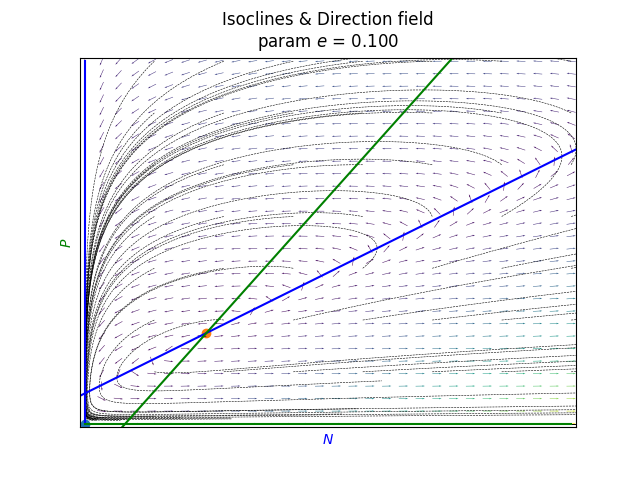 Isoclines & Direction field
param e = 0.100
P
N